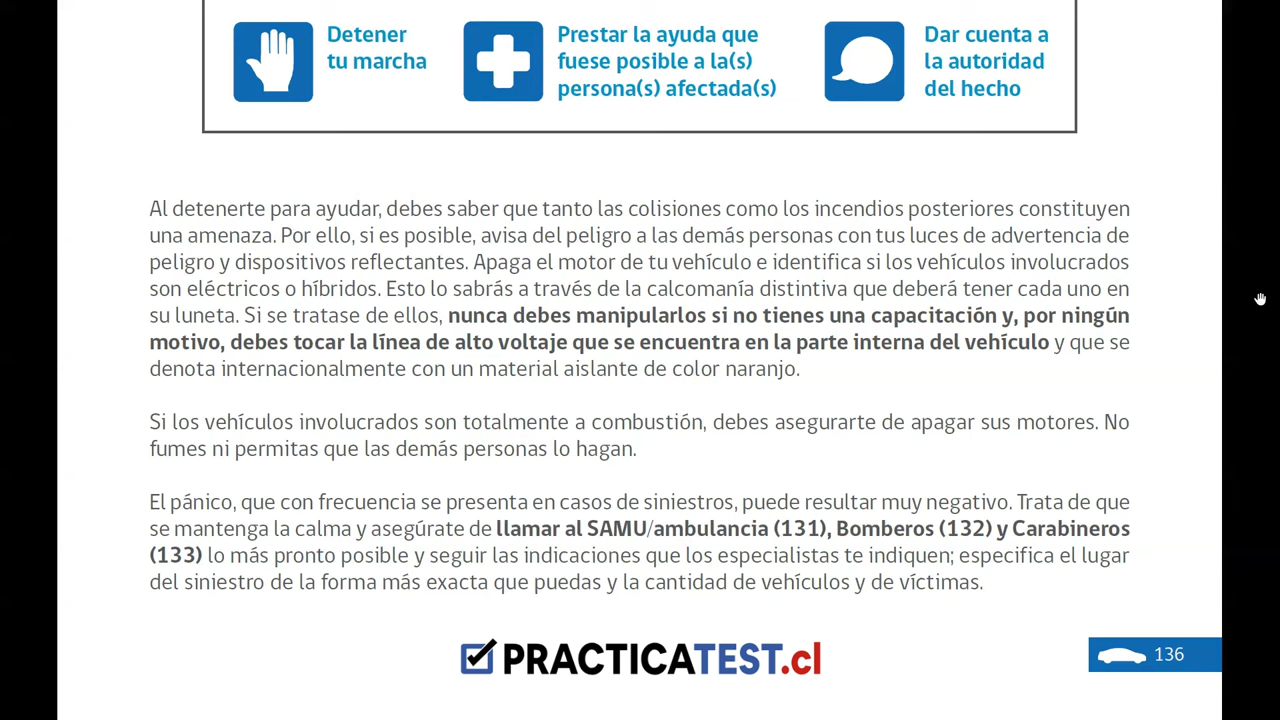 Detener
tu marcha
Prestar la ayuda que
fuese posible a la(s)
persona(s) afectada(s)
Dar cuenta a
la autoridad
del hecho
Al detenerte para ayudar, debes saber que tanto las colisiones como los incendios posteriores constituyen
una amenaza. Por ello, si es posible, avisa del peligro a las demás personas con tus luces de advertencia de
peligro y dispositivos reflectantes. Apaga el motor de tu vehículo e identifica si los vehículos involucrados
son eléctricos o híbridos. Esto lo sabrás a través de la calcomanía distintiva que deberá tener cada uno en
su luneta. Si se tratase de ellos, nunca debes manipularlos si no tienes una capacitación y, por ningún
motivo, debes tocar la línea de alto voltaje que se encuentra en la parte interna del vehículo y que se
denota internacionalmente con un material aislante de color naranjo.
Si los vehículos involucrados son totalmente a combustión, debes asegurarte de apagar sus motores. No
fumes ni permitas que las demás personas lo hagan.
El pánico, que con frecuencia se presenta en casos de siniestros, puede resultar muy negativo. Trata de que
se mantenga la calma y asegúrate de llamar al SAMU/ambulancia (131), Bomberos (132) y Carabineros
(133) lo más pronto posible y seguir las indicaciones que los especialistas te indiquen; especifica el lugar
del siniestro de la forma más exacta que puedas y la cantidad de vehículos y de víctimas.
PRACTICATEST.cl
136